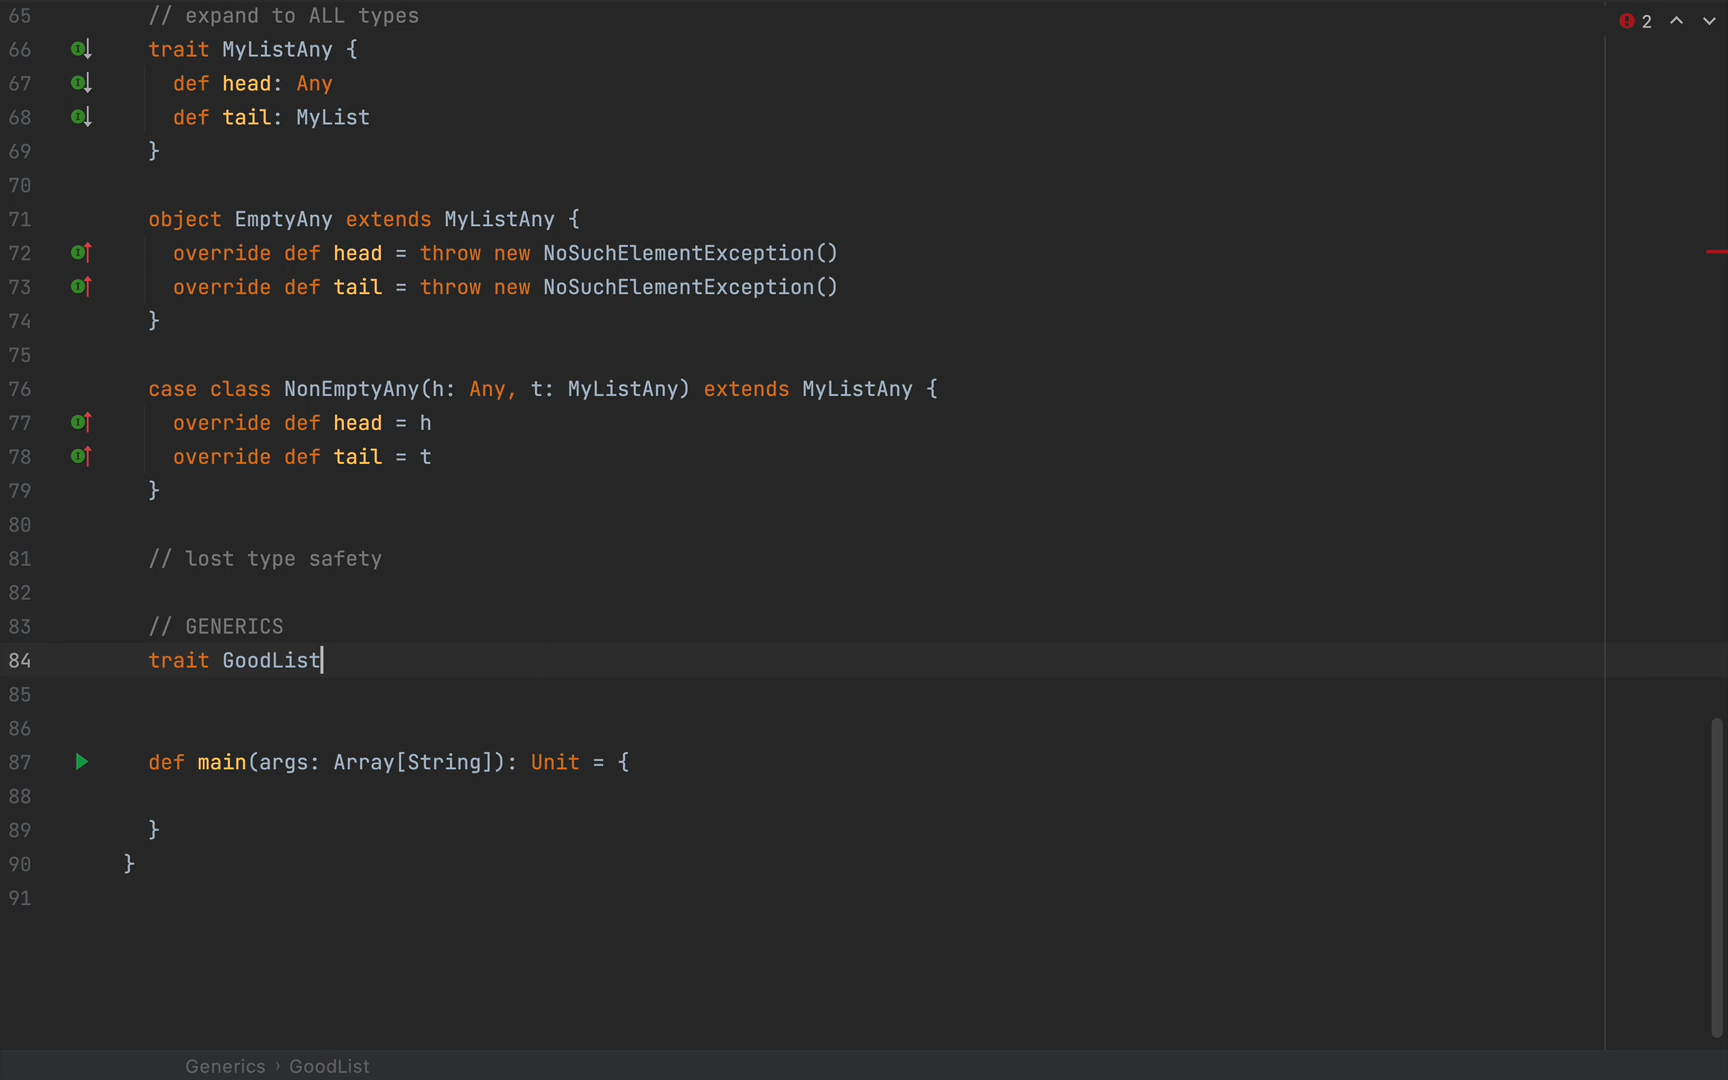 65 // expand to ALL types
2
66 trait MyListAny {
67 def head: Any
68 def tail: MyList
69 }
70
71 object EmptyAny extends MyListAny {
72 override def head = throw new NoSuchElementException()
73 override def tail = throw new NoSuchElementException()
74 }
75
76 case class NonEmptyAny(h: Any, t: MyListAny) extends MyListAny {
77 override def head = h
78 override def tail = t
79 }
80
81 // lost type safety
82
83 // GENERICS
84 trait GoodList
85
86
87 def main(args: Array[String]): Unit = {
88
89 }
90 }
91
Generics › GoodList